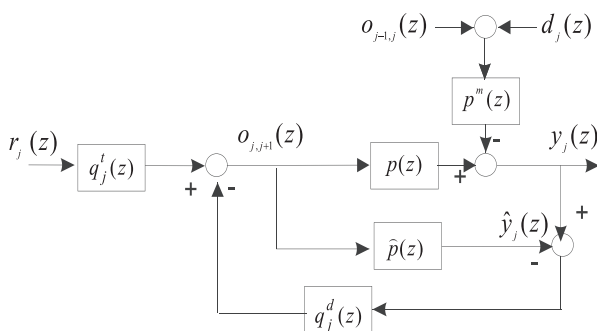 o_{j-1,j}(z) d_j(z)
p^m(z)
r_j(z) q_j^t(z) o_{j,j+1}(z) p(z) y_j(z)
+ - + -
p̂(z) ŷ_j(z) + -
q_j^d(z)